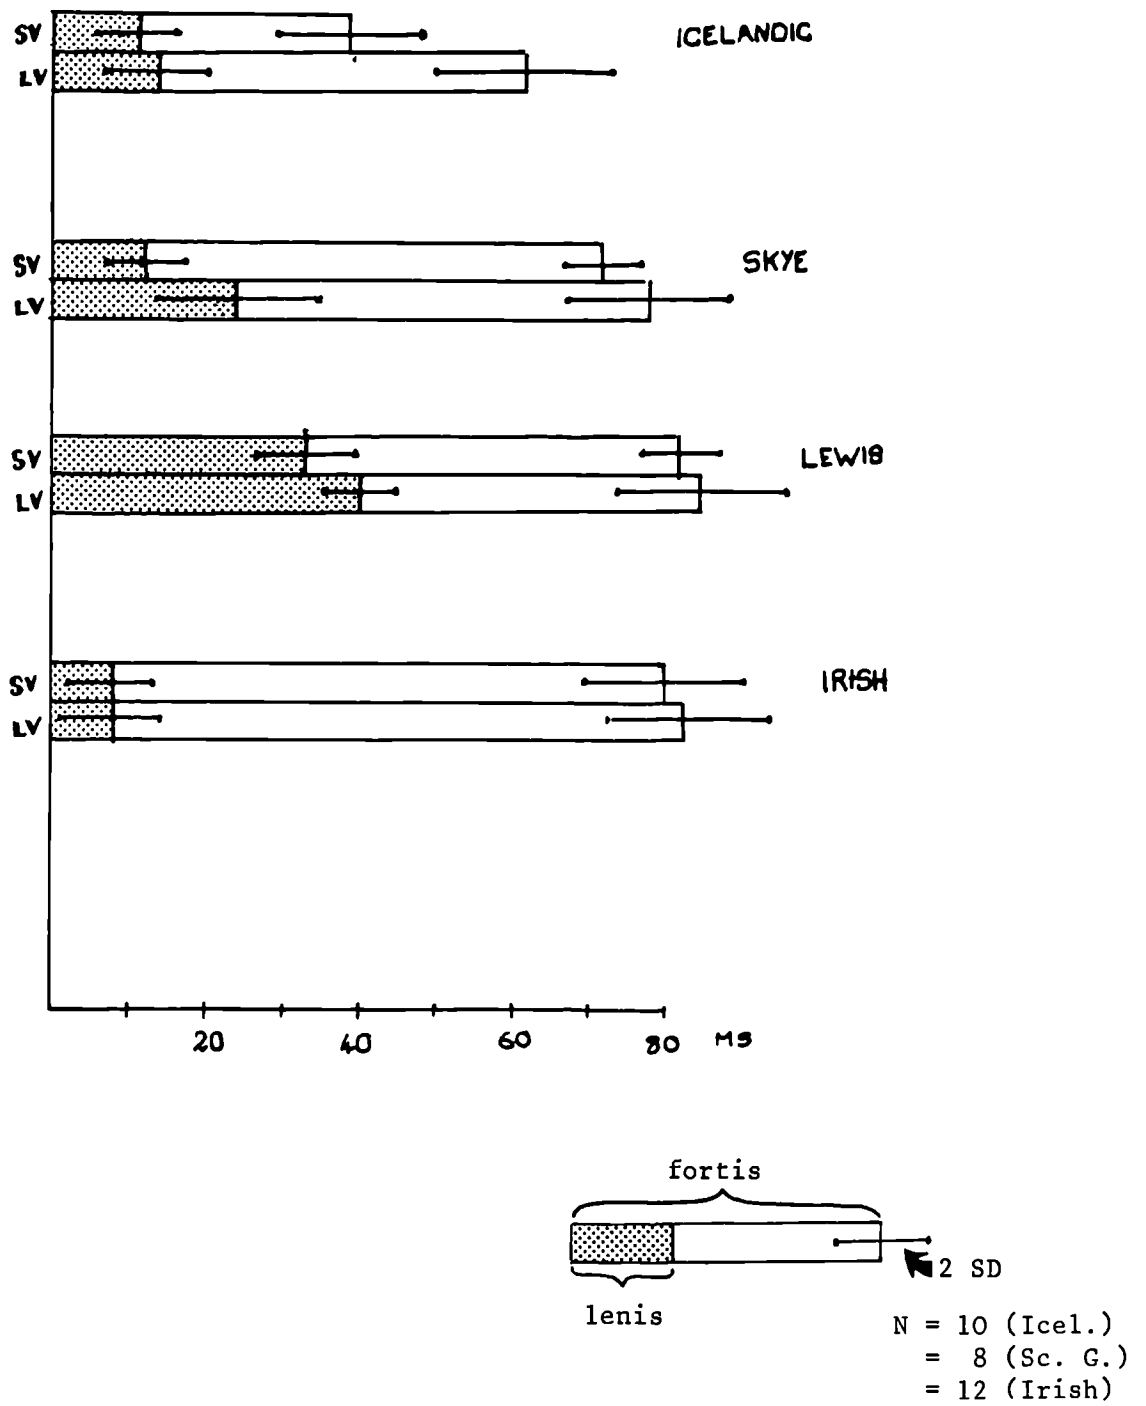 SV
ICELANDIC
LV
SV
SKYE
LV
SV
LEWIS
LV
SV
IRISH
LV
20 40 60 80 MS
fortis
2 SD
lenis
N = 10 (Icel.)
= 8 (Sc. G.)
= 12 (Irish)